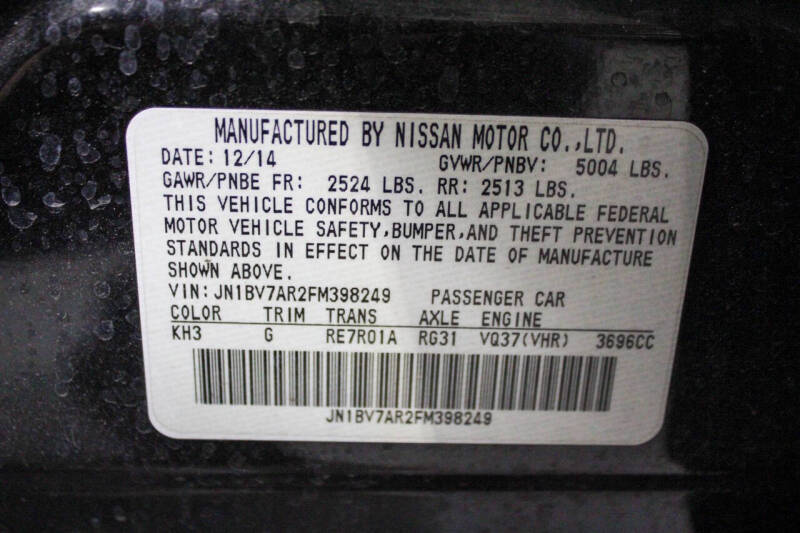 MANUFACTURED BY NISSAN MOTOR CO.,LTD.
DATE: 12/14 GVWR/PNBV: 5004 LBS.
GAWR/PNBE FR: 2524 LBS. RR: 2513 LBS.
THIS VEHICLE CONFORMS TO ALL APPLICABLE FEDERAL
MOTOR VEHICLE SAFETY,BUMPER,AND THEFT PREVENTION
STANDARDS IN EFFECT ON THE DATE OF MANUFACTURE
SHOWN ABOVE.
VIN:JN1BV7AR2FM398249 PASSENGER CAR
COLOR TRIM TRANS AXLE ENGINE
KH3 G RE7R01A RG31 VQ37(VHR) 3696CC
JN1BV7AR2FM398249